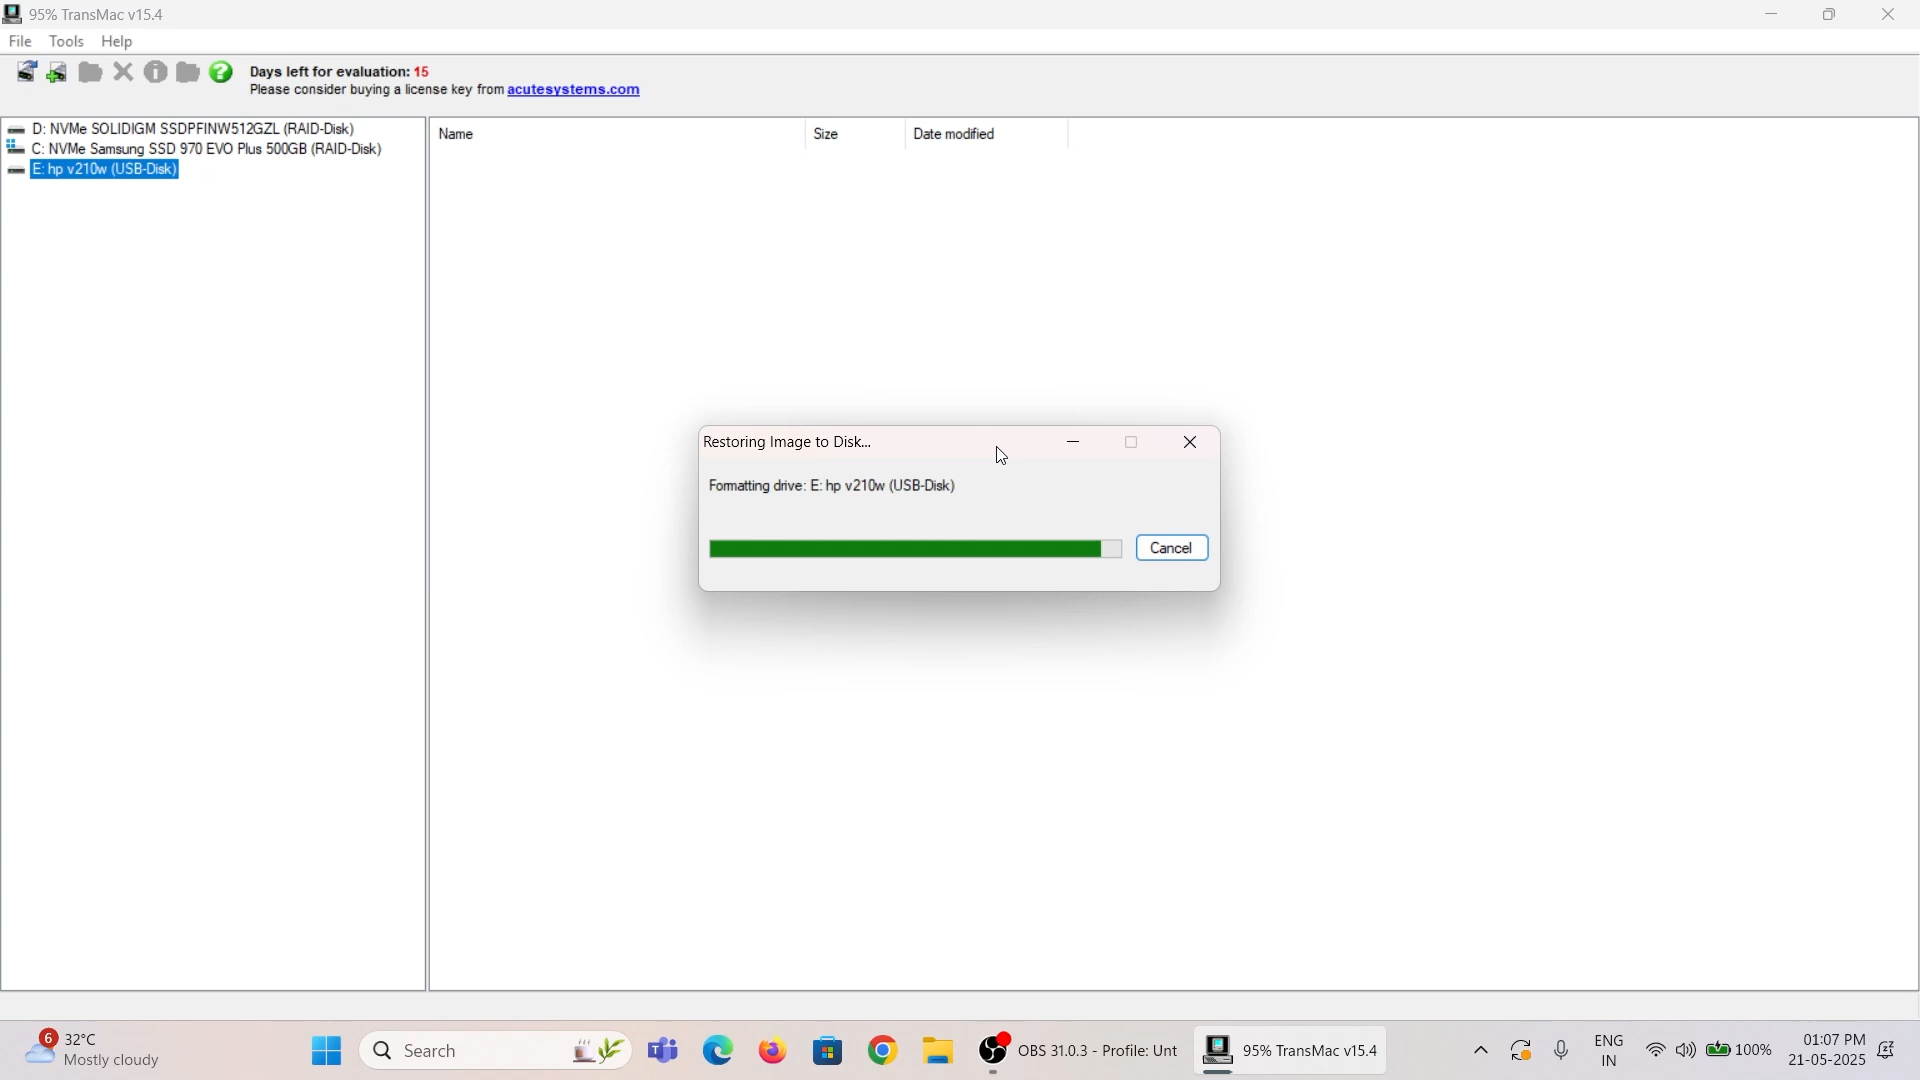 95% TransMac v15.4
File Tools Help
Days left for evaluation: 15
Please consider buying a license key from acutesystems.com
D: NVMe SOLIDIGM SSDPFINW512GZL (RAID-Disk)
C: NVMe Samsung SSD 970 EVO Plus 500GB (RAID-Disk)
E: hp v210w (USB-Disk)
Name Size Date modified
Restoring Image to Disk...
Formatting drive: E: hp v210w (USB-Disk)
Cancel
6
32°C
Mostly cloudy
Search
OBS 31.0.3 - Profile: Unt
95% TransMac v15.4
ENG
IN
100%
01:07 PM
21-05-2025